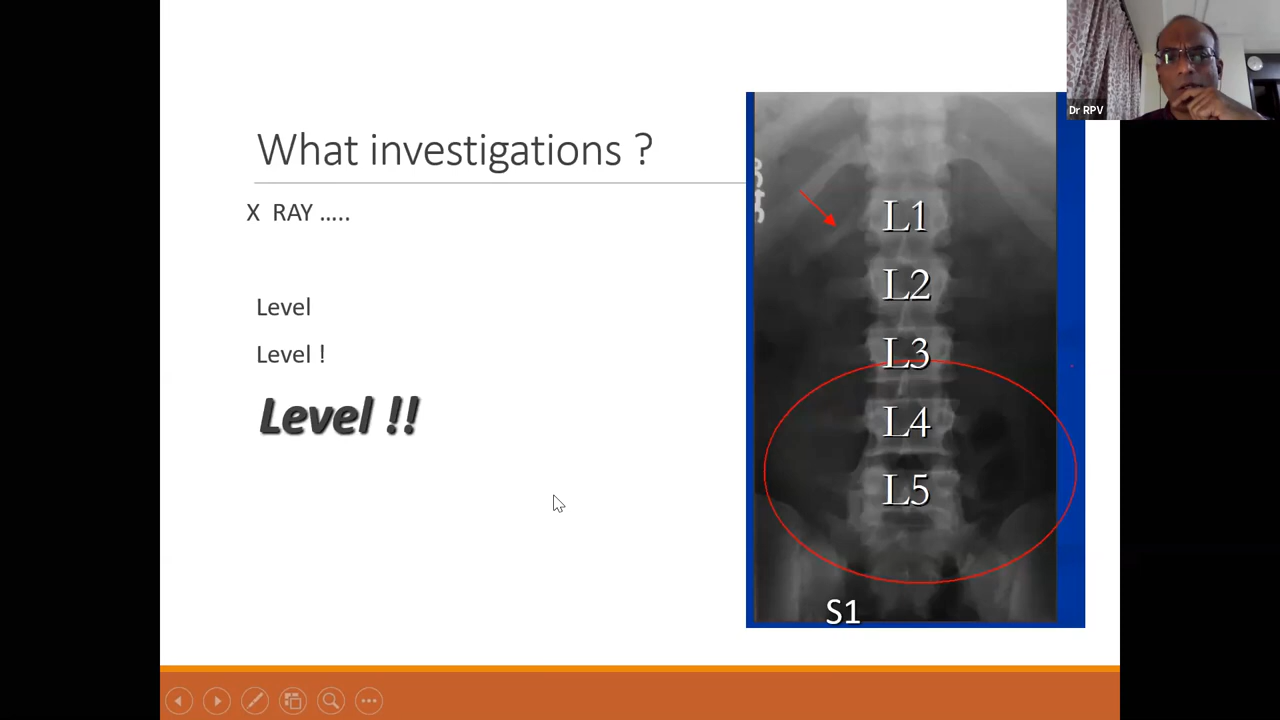 What investigations ?
X RAY .....
Level
Level !
Level !!
L1
L2
L3
L4
L5
S1
Dr RPV